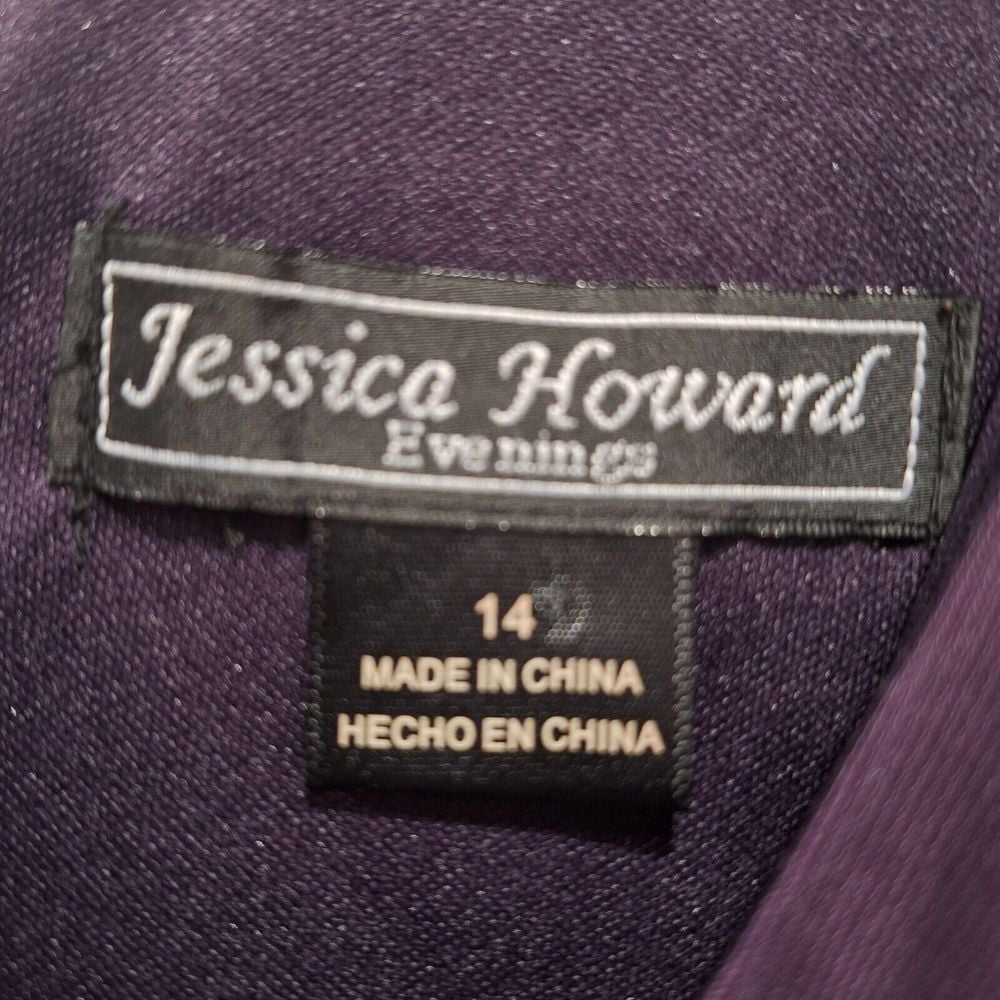 Jessica Howard
Evenings
14
MADE IN CHINA
HECHO EN CHINA